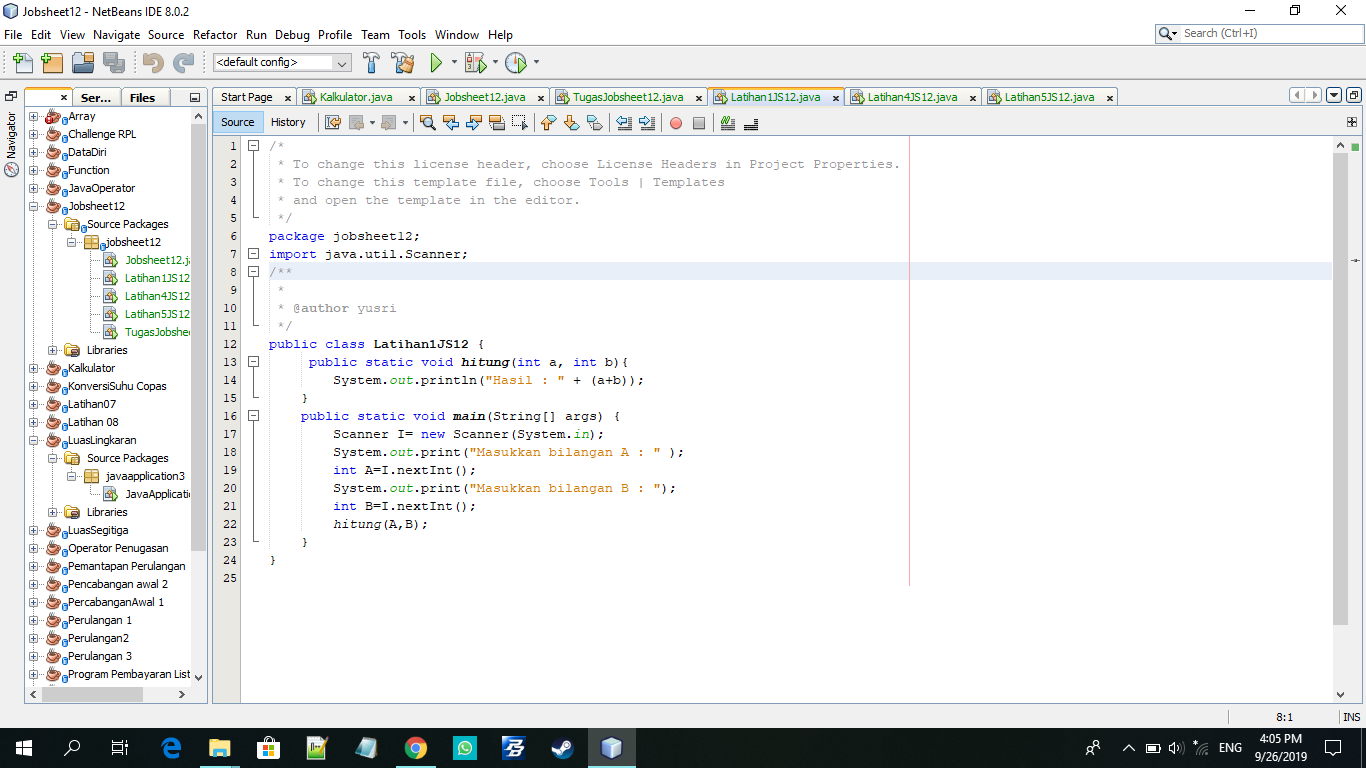 Jobsheet12 - NetBeans IDE 8.0.2
File Edit View Navigate Source Refactor Run Debug Profile Team Tools Window Help
Search (Ctrl+I)
<default config>
Navigator
Ser... Files
Array
Challenge RPL
DataDiri
Function
JavaOperator
Jobsheet12
Source Packages
jobsheet12
Jobsheet12.ja
Latihan1JS12
Latihan4JS12
Latihan5JS12
TugasJobshee
Libraries
Kalkulator
KonversiSuhu Copas
Latihan07
Latihan 08
LuasLingkaran
Source Packages
javaapplication3
JavaApplicati
Libraries
LuasSegitiga
Operator Penugasan
Pemantapan Perulangan
Pencabangan awal 2
PercabanganAwal 1
Perulangan 1
Perulangan2
Perulangan 3
Program Pembayaran List
Start Page Kalkulator.java Jobsheet12.java TugasJobsheet12.java Latihan1JS12.java Latihan4JS12.java Latihan5JS12.java
Source History
1 /*
2 * To change this license header, choose License Headers in Project Properties.
3 * To change this template file, choose Tools | Templates
4 * and open the template in the editor.
5 */
6 package jobsheet12;
7 import java.util.Scanner;
8 /**
9 *
10 * @author yusri
11 */
12 public class Latihan1JS12 {
13 public static void hitung(int a, int b){
14 System.out.println("Hasil : " + (a+b));
15 }
16 public static void main(String[] args) {
17 Scanner I= new Scanner(System.in);
18 System.out.print("Masukkan bilangan A : " );
19 int A=I.nextInt();
20 System.out.print("Masukkan bilangan B : ");
21 int B=I.nextInt();
22 hitung(A,B);
23 }
24 }
25
8:1 INS
ENG
4:05 PM
9/26/2019